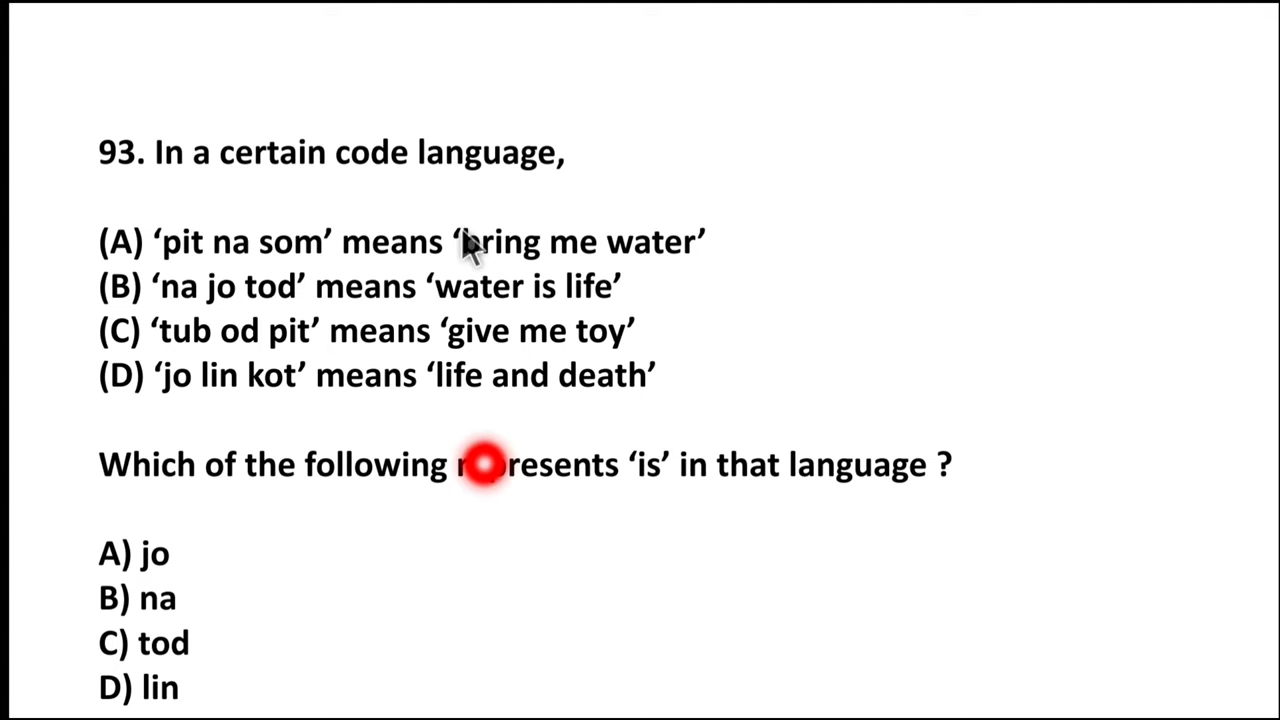 93. In a certain code language,
(A) ‘pit na som’ means ‘bring me water’
(B) ‘na jo tod’ means ‘water is life’
(C) ‘tub od pit’ means ‘give me toy’
(D) ‘jo lin kot’ means ‘life and death’
Which of the following represents ‘is’ in that language ?
A) jo
B) na
C) tod
D) lin